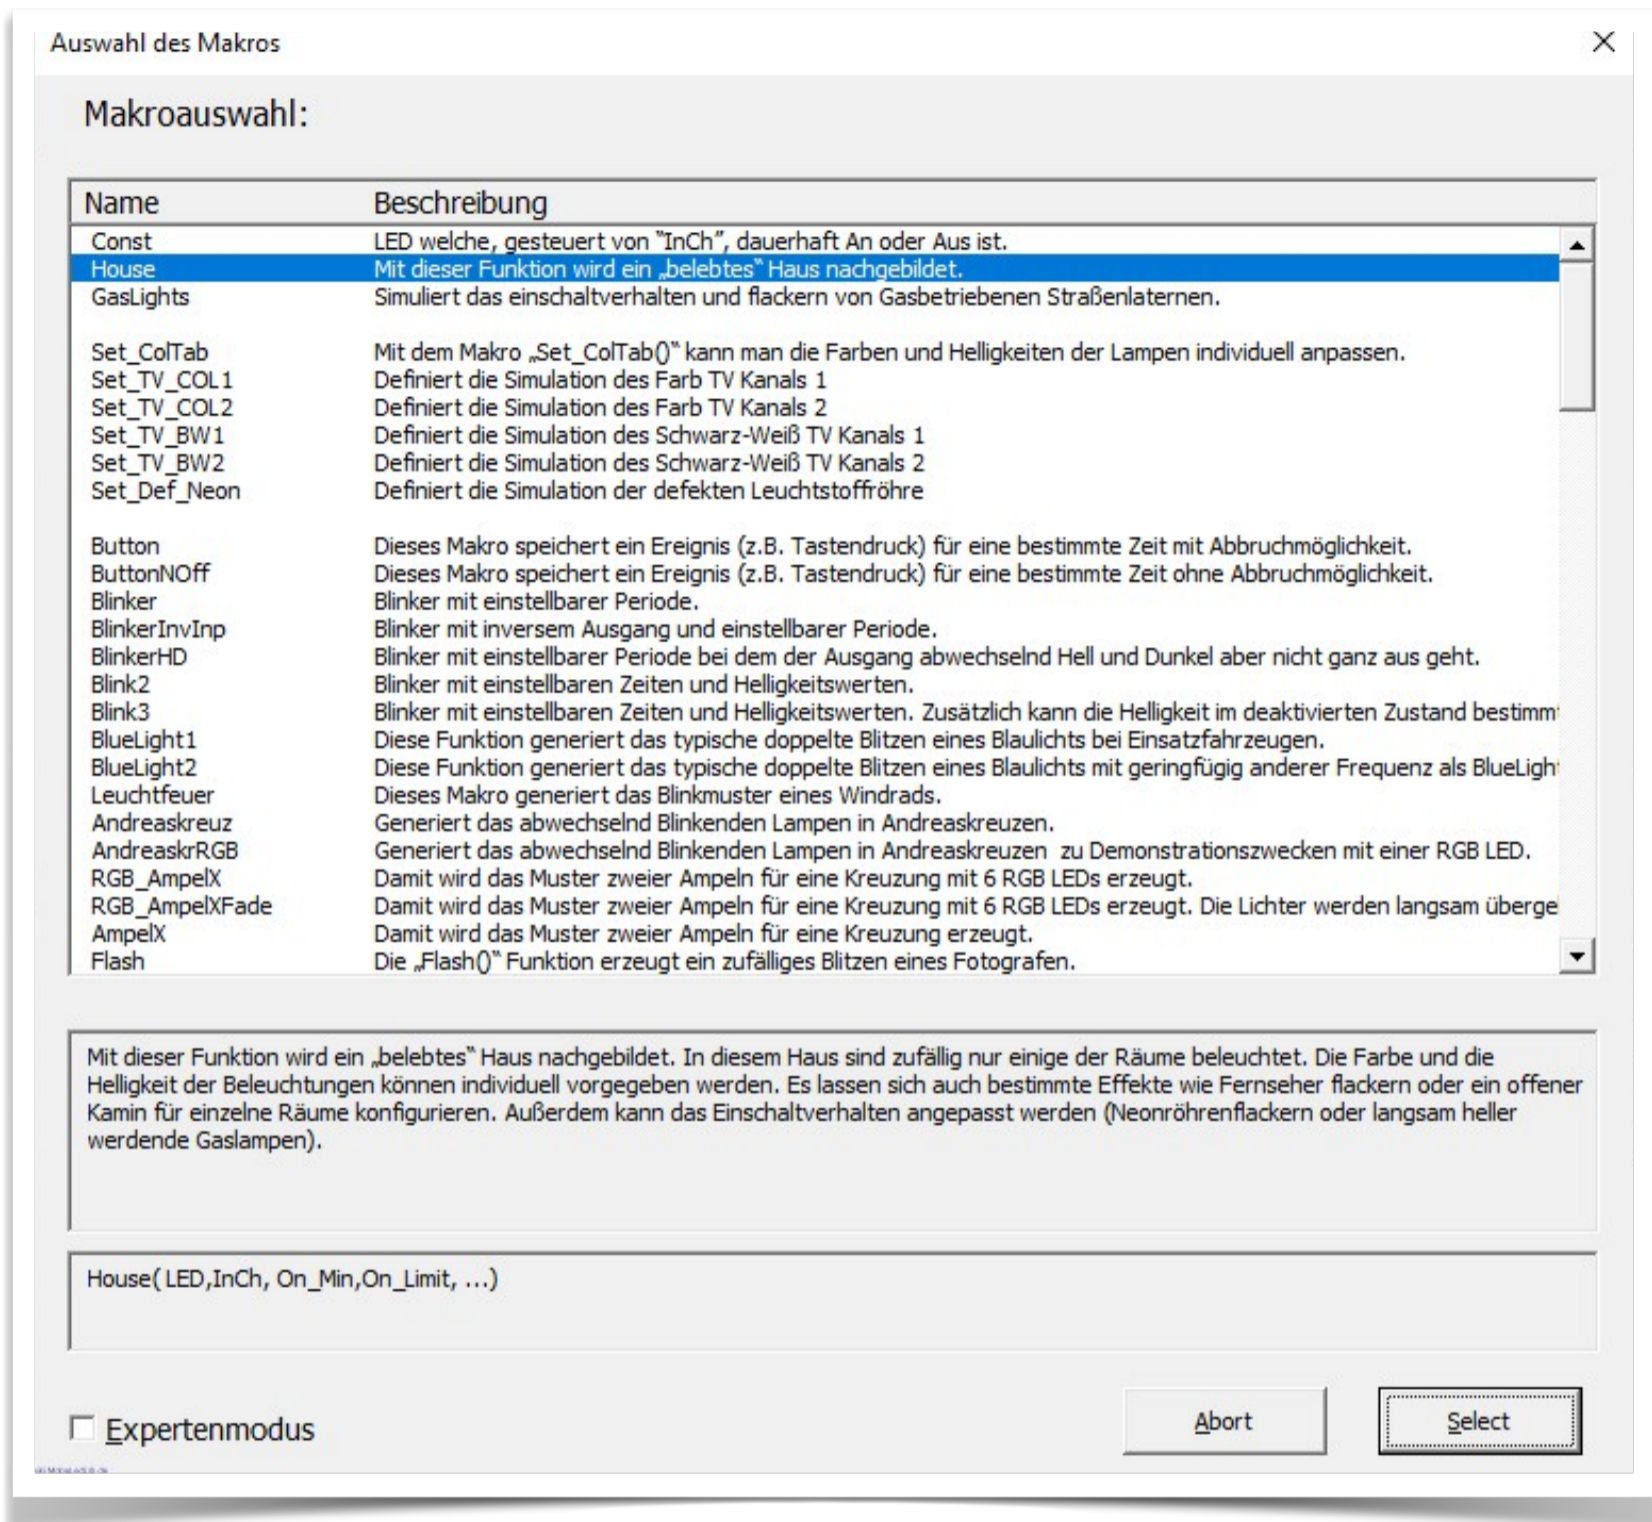 Auswahl des Makros
Makroauswahl:
Name Beschreibung
Const LED welche, gesteuert von "InCh", dauerhaft An oder Aus ist.
House Mit dieser Funktion wird ein „belebtes“ Haus nachgebildet.
GasLights Simuliert das einschaltverhalten und flackern von Gasbetriebenen Straßenlaternen.
Set_ColTab Mit dem Makro „Set_ColTab()“ kann man die Farben und Helligkeiten der Lampen individuell anpassen.
Set_TV_COL1 Definiert die Simulation des Farb TV Kanals 1
Set_TV_COL2 Definiert die Simulation des Farb TV Kanals 2
Set_TV_BW1 Definiert die Simulation des Schwarz-Weiß TV Kanals 1
Set_TV_BW2 Definiert die Simulation des Schwarz-Weiß TV Kanals 2
Set_Def_Neon Definiert die Simulation der defekten Leuchtstoffröhre
Button Dieses Makro speichert ein Ereignis (z.B. Tastendruck) für eine bestimmte Zeit mit Abbruchmöglichkeit.
ButtonNOff Dieses Makro speichert ein Ereignis (z.B. Tastendruck) für eine bestimmte Zeit ohne Abbruchmöglichkeit.
Blinker Blinker mit einstellbarer Periode.
BlinkerInvInp Blinker mit inversem Ausgang und einstellbarer Periode.
BlinkerHD Blinker mit einstellbarer Periode bei dem der Ausgang abwechselnd Hell und Dunkel aber nicht ganz aus geht.
Blink2 Blinker mit einstellbaren Zeiten und Helligkeitswerten.
Blink3 Blinker mit einstellbaren Zeiten und Helligkeitswerten. Zusätzlich kann die Helligkeit im deaktivierten Zustand bestimmt
BlueLight1 Diese Funktion generiert das typische doppelte Blitzen eines Blaulichts bei Einsatzfahrzeugen.
BlueLight2 Diese Funktion generiert das typische doppelte Blitzen eines Blaulichts mit geringfügig anderer Frequenz als BlueLight
Leuchtfeuer Dieses Makro generiert das Blinkmuster eines Windrads.
Andreaskreuz Generiert das abwechselnd Blinkenden Lampen in Andreaskreuzen.
AndreaskrRGB Generiert das abwechselnd Blinkenden Lampen in Andreaskreuzen zu Demonstrationszwecken mit einer RGB LED.
RGB_AmpelX Damit wird das Muster zweier Ampeln für eine Kreuzung mit 6 RGB LEDs erzeugt.
RGB_AmpelXFade Damit wird das Muster zweier Ampeln für eine Kreuzung mit 6 RGB LEDs erzeugt. Die Lichter werden langsam überge
AmpelX Damit wird das Muster zweier Ampeln für eine Kreuzung erzeugt.
Flash Die „Flash()“ Funktion erzeugt ein zufälliges Blitzen eines Fotografen.
Mit dieser Funktion wird ein „belebtes“ Haus nachgebildet. In diesem Haus sind zufällig nur einige der Räume beleuchtet. Die Farbe und die
Helligkeit der Beleuchtungen können individuell vorgegeben werden. Es lassen sich auch bestimmte Effekte wie Fernseher flackern oder ein offener
Kamin für einzelne Räume konfigurieren. Außerdem kann das Einschaltverhalten angepasst werden (Neonröhrenflackern oder langsam heller
werdende Gaslampen).
House( LED,InCh, On_Min,On_Limit, ...)
Expertenmodus
Abort
Select